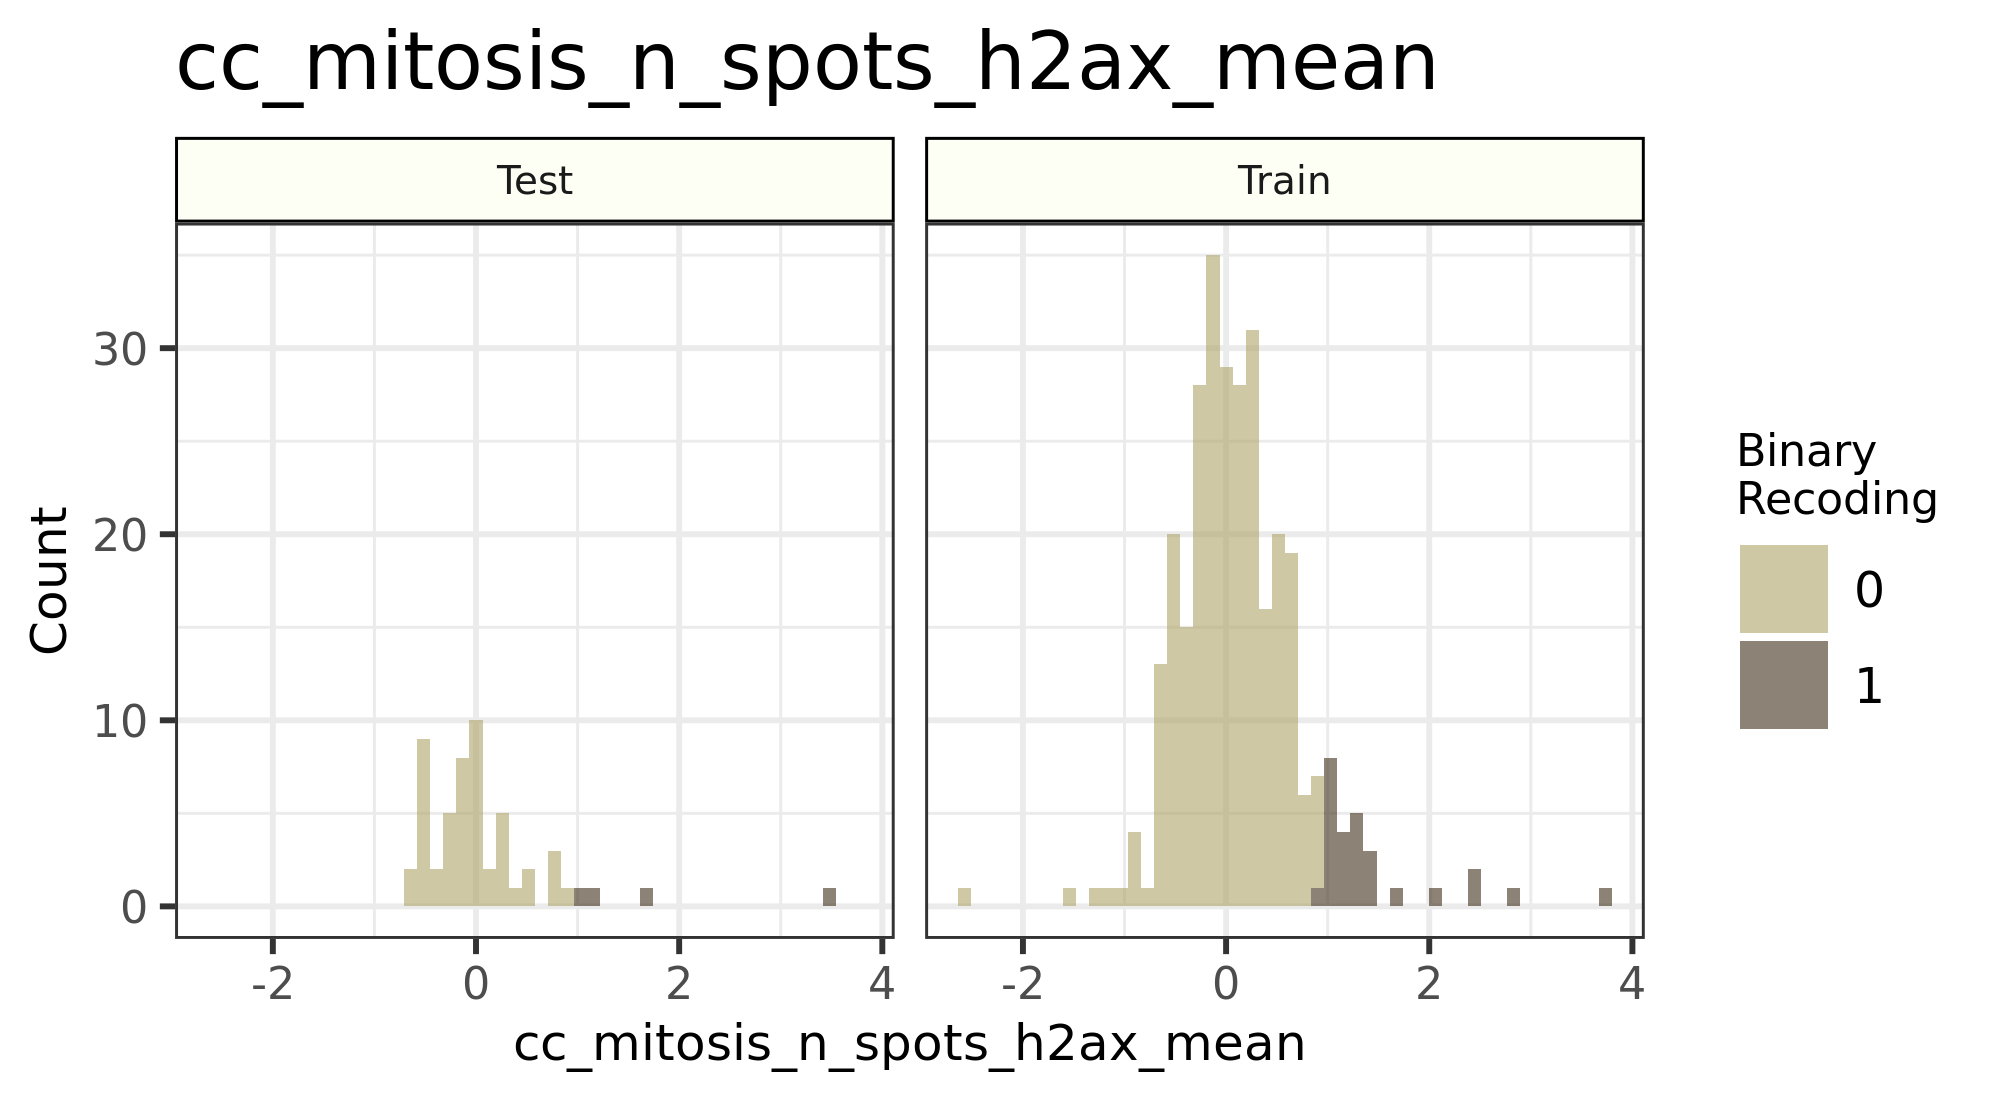 cc_mitosis_n_spots_h2ax_mean
Test
Train
30
20
10
0
Count
-2 0 2 4
-2 0 2 4
cc_mitosis_n_spots_h2ax_mean
Binary
Recoding
0
1